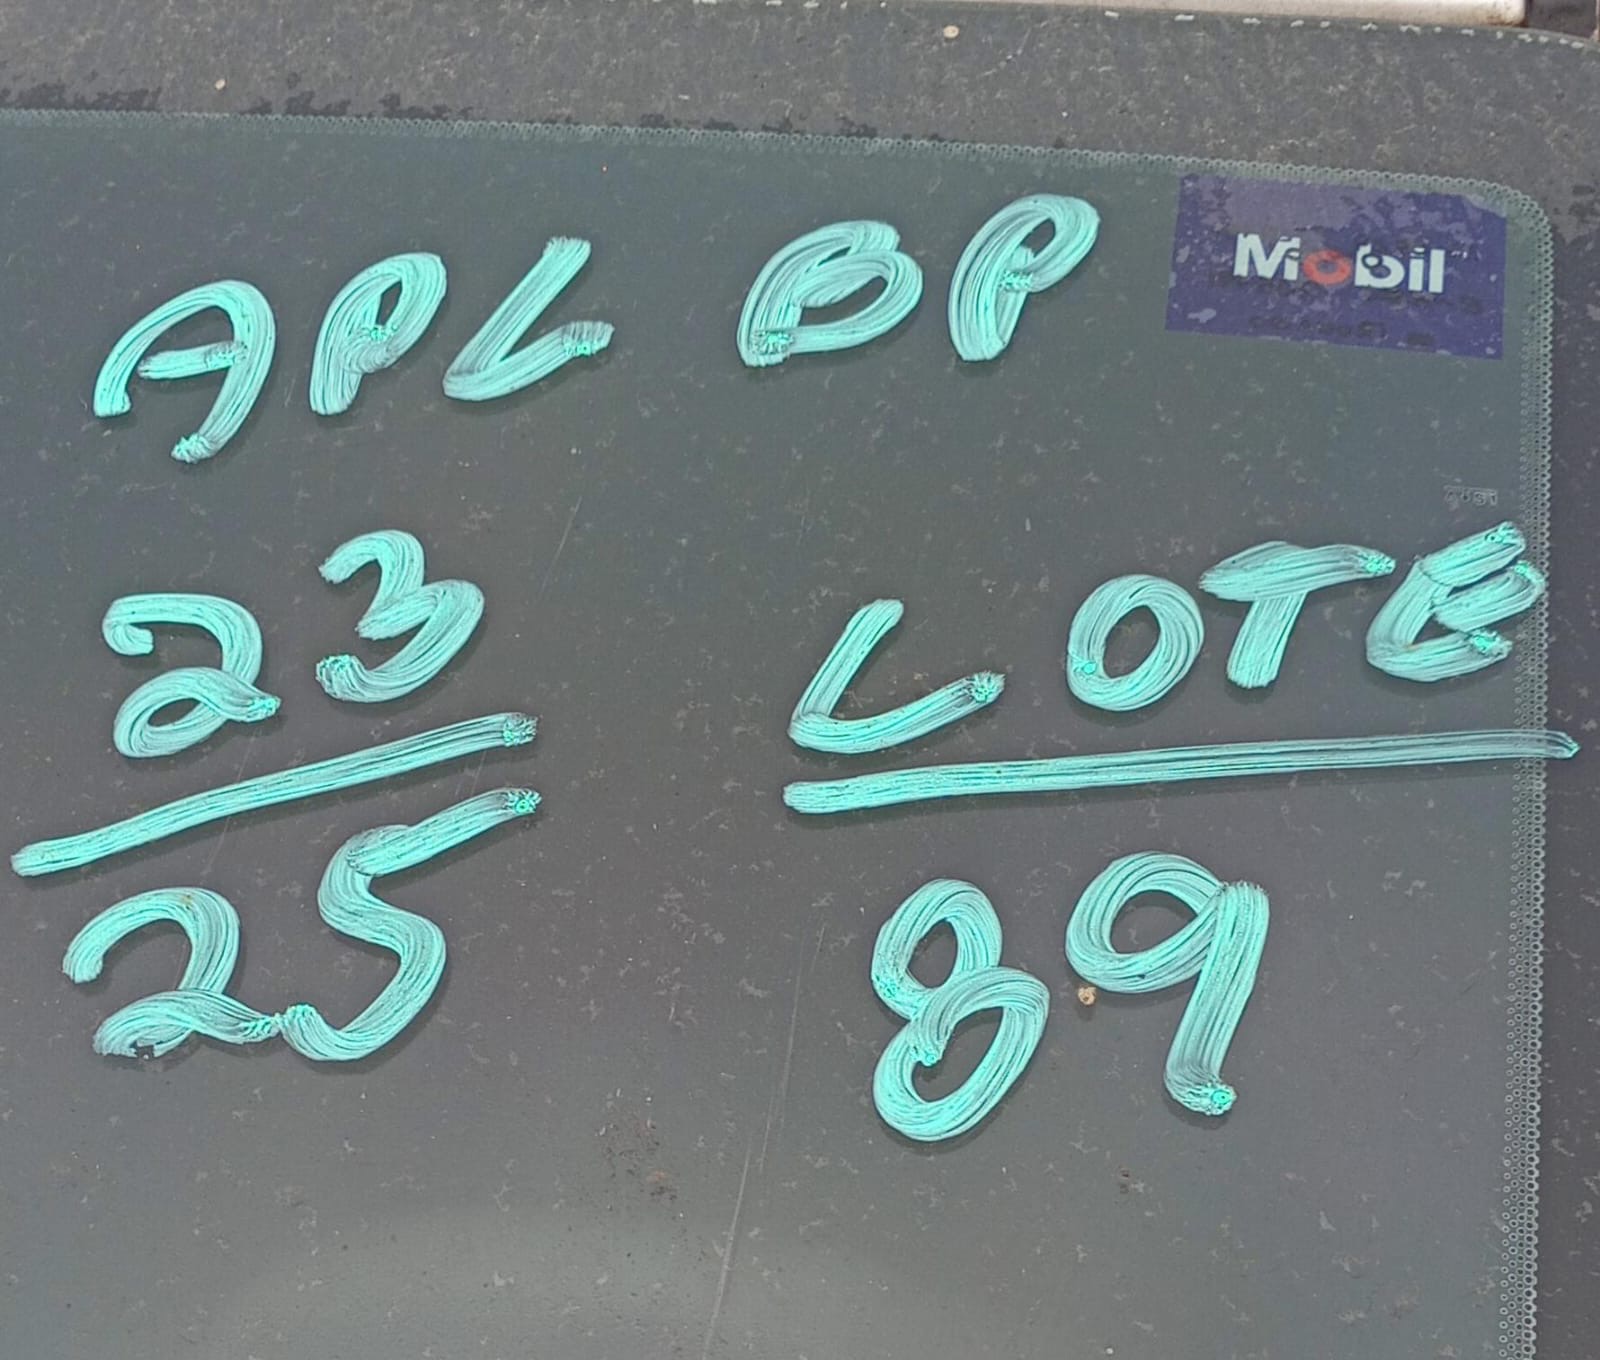 APL BP
Mobil
23 LOTE
25 89